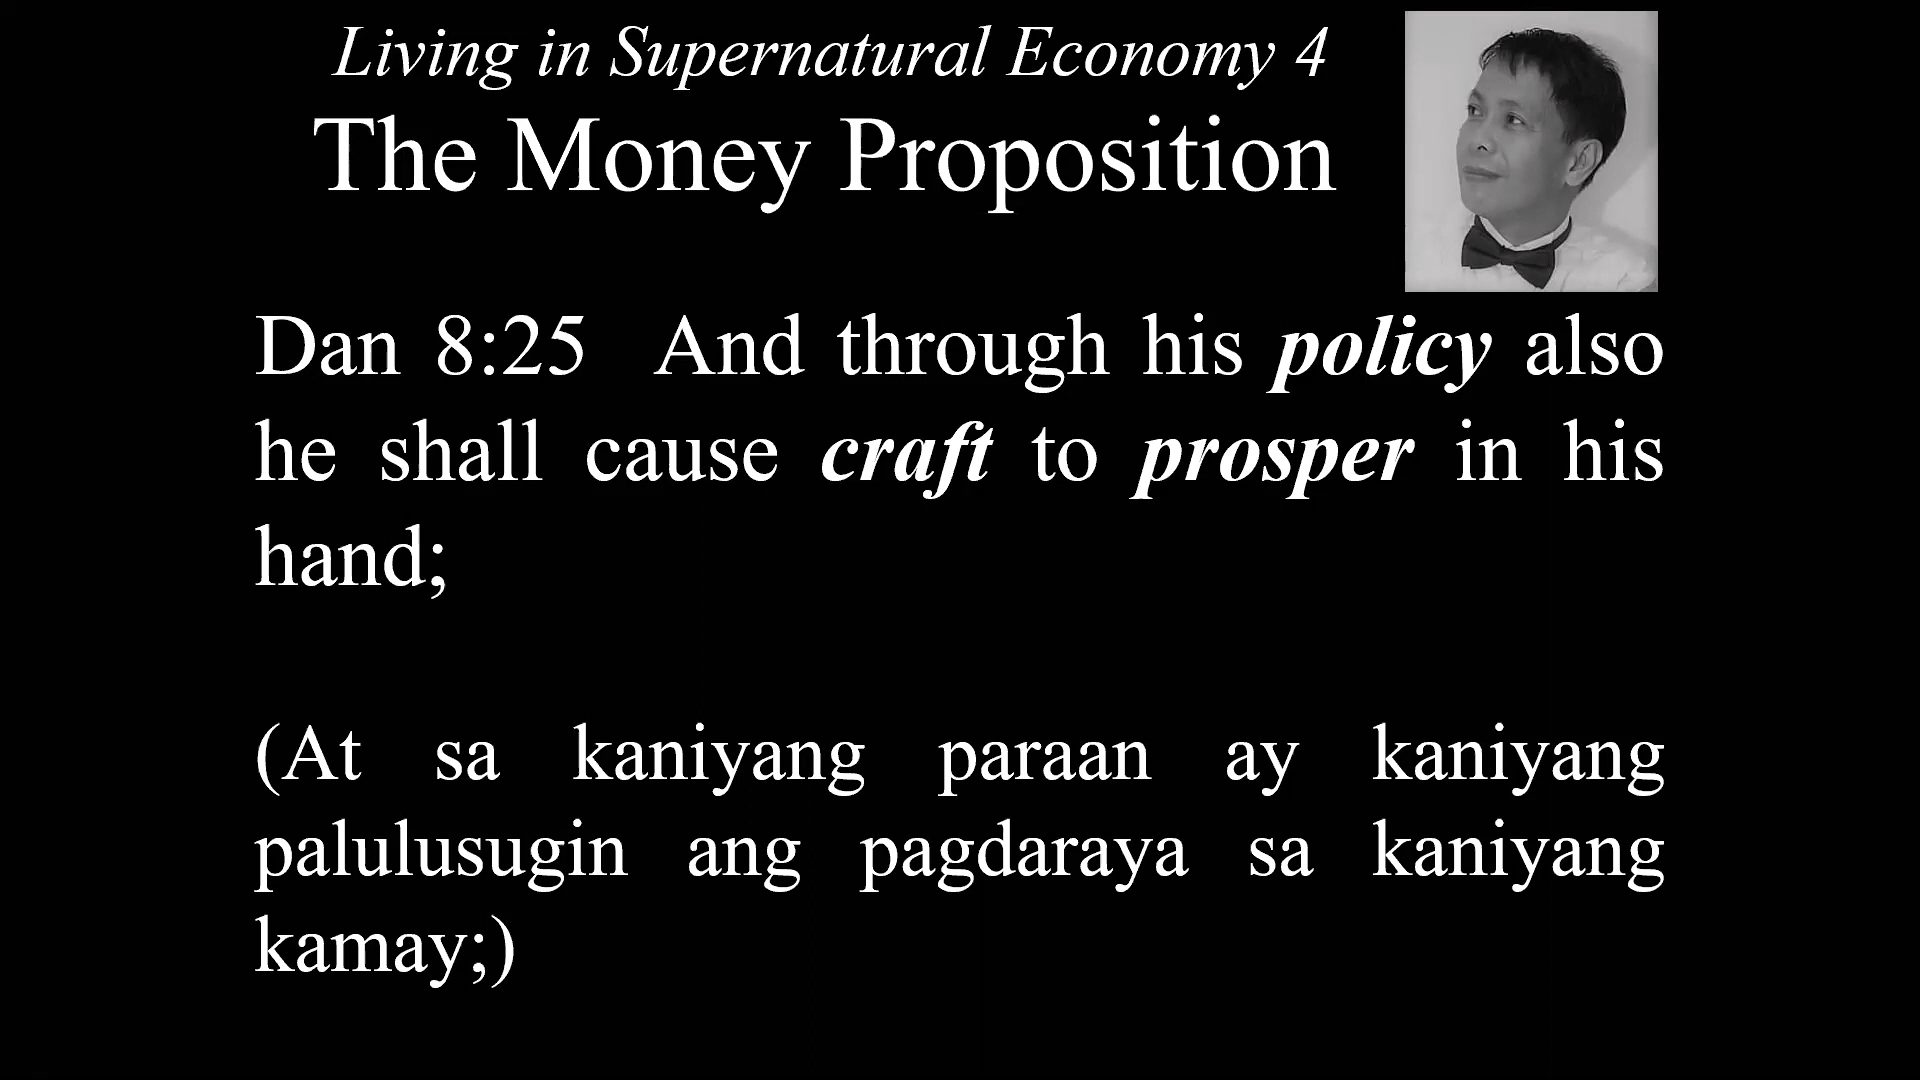 Living in Supernatural Economy 4
The Money Proposition
Dan 8:25  And through his policy also
he shall cause craft to prosper in his
hand;
(At sa kaniyang paraan ay kaniyang
palulusugin ang pagdaraya sa kaniyang
kamay;)